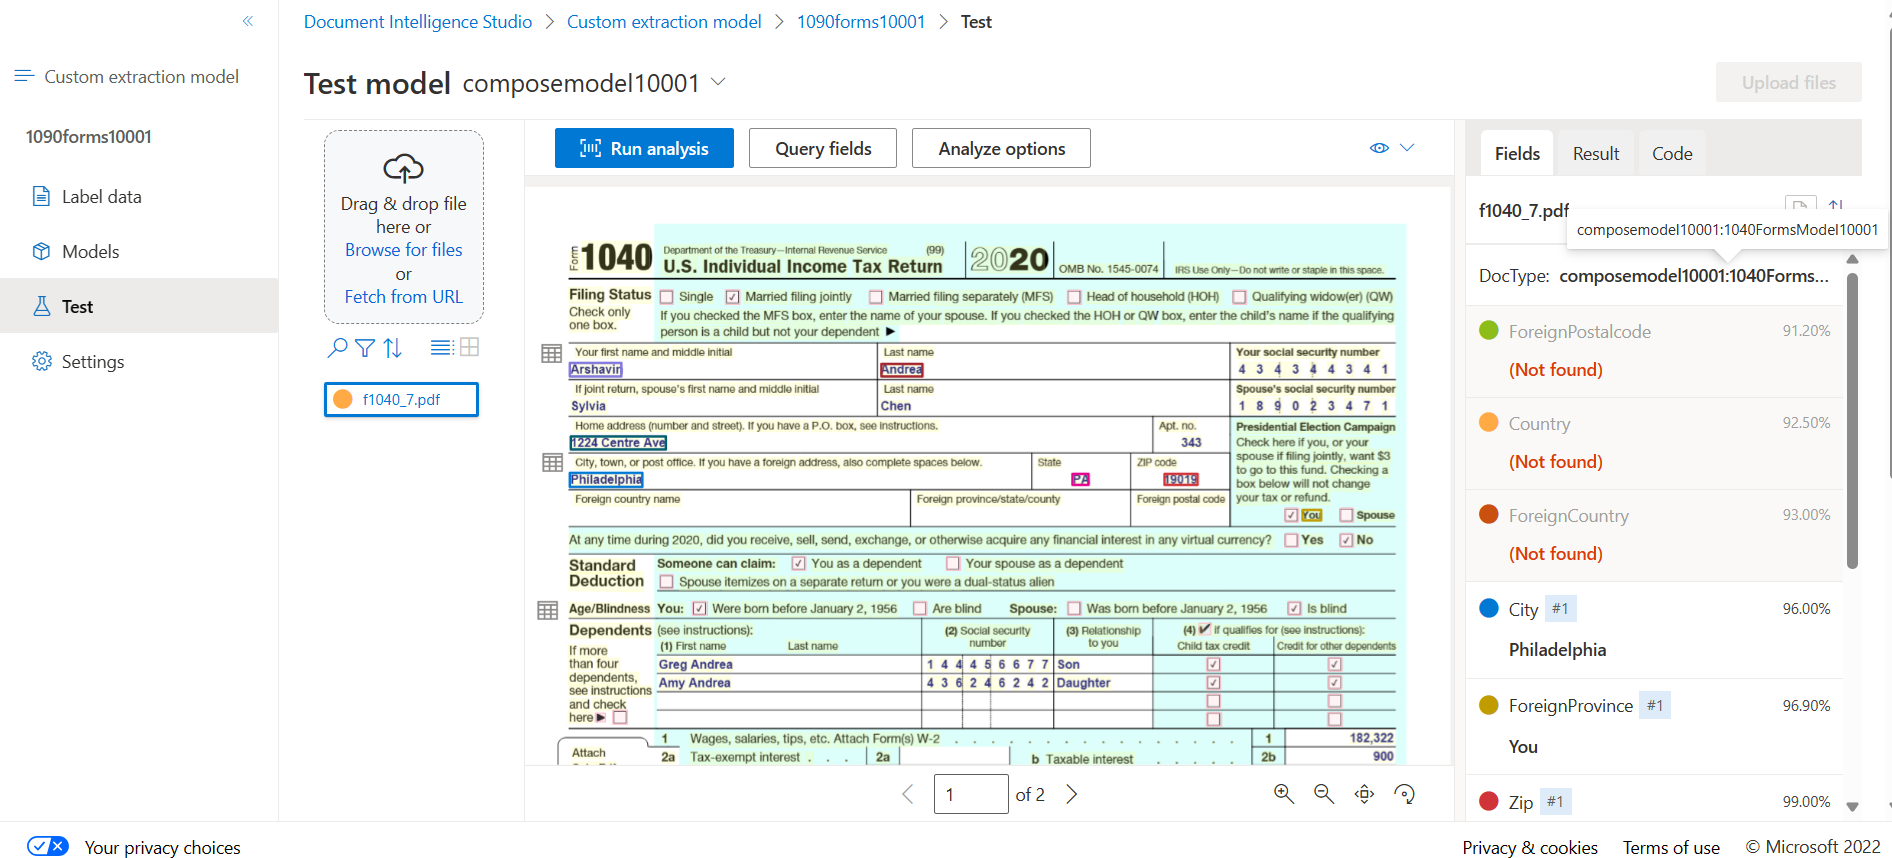 Document Intelligence Studio > Custom extraction model > 1090forms10001 > Test
Custom extraction model
1090forms10001
Label data
Models
Test
Settings
Test model composemodel10001
Upload files
Drag & drop file
here or
Browse for files
or
Fetch from URL
f1040_7.pdf
Run analysis
Query fields
Analyze options
Form 1040
Department of the Treasury—Internal Revenue Service (99)
U.S. Individual Income Tax Return
2020
OMB No. 1545-0074
IRS Use Only—Do not write or staple in this space.
Filing Status
Check only
one box.
Single
Married filing jointly
Married filing separately (MFS)
Head of household (HOH)
Qualifying widow(er) (QW)
If you checked the MFS box, enter the name of your spouse. If you checked the HOH or QW box, enter the child's name if the qualifying
person is a child but not your dependent ▶
Your first name and middle initial
Last name
Your social security number
Arshavir
Andrea
4 3 4 3 4 4 3 4 1
If joint return, spouse's first name and middle initial
Last name
Spouse's social security number
Sylvia
Chen
1 8 9 0 2 3 4 7 1
Home address (number and street). If you have a P.O. box, see instructions.
Apt. no.
1224 Centre Ave
343
Presidential Election Campaign
Check here if you, or your
spouse if filing jointly, want $3
to go to this fund. Checking a
box below will not change
your tax or refund.
You
Spouse
City, town, or post office. If you have a foreign address, also complete spaces below.
State
ZIP code
Philadelphia
PA
19019
Foreign country name
Foreign province/state/county
Foreign postal code
At any time during 2020, did you receive, sell, send, exchange, or otherwise acquire any financial interest in any virtual currency?
Yes
No
Standard
Deduction
Someone can claim:
You as a dependent
Your spouse as a dependent
Spouse itemizes on a separate return or you were a dual-status alien
Age/Blindness
You:
Were born before January 2, 1956
Are blind
Spouse:
Was born before January 2, 1956
Is blind
Dependents (see instructions):
If more
than four
dependents,
see instructions
and check
here ▶
(1) First name
Last name
(2) Social security
number
(3) Relationship
to you
(4) ✔ if qualifies for (see instructions):
Child tax credit
Credit for other dependents
Greg Andrea
1 4 4 4 5 6 6 7 7
Son
Amy Andrea
4 3 6 2 4 6 2 4 2
Daughter
Attach
1 Wages, salaries, tips, etc. Attach Form(s) W-2
1
182,322
2a Tax-exempt interest
2a
b Taxable interest
2b
900
1 of 2
Fields
Result
Code
f1040_7.pdf
composemodel10001:1040FormsModel10001
DocType: composemodel10001:1040Forms...
ForeignPostalcode 91.20%
(Not found)
Country 92.50%
(Not found)
ForeignCountry 93.00%
(Not found)
City #1 96.00%
Philadelphia
ForeignProvince #1 96.90%
You
Zip #1 99.00%
Your privacy choices
Privacy & cookies
Terms of use
© Microsoft 2022